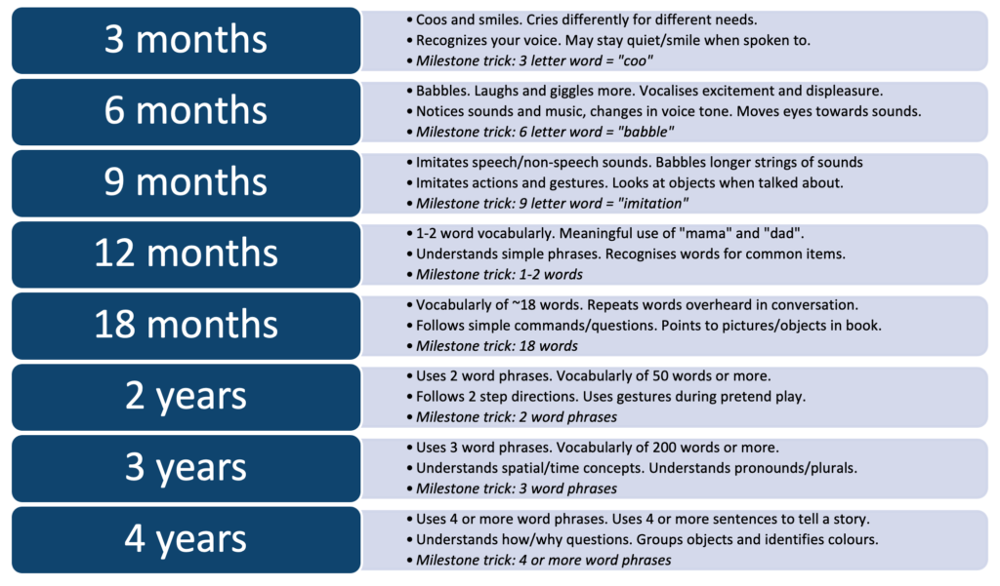 3 months
• Coos and smiles. Cries differently for different needs.
• Recognizes your voice. May stay quiet/smile when spoken to.
• Milestone trick: 3 letter word = "coo"
6 months
• Babbles. Laughs and giggles more. Vocalises excitement and displeasure.
• Notices sounds and music, changes in voice tone. Moves eyes towards sounds.
• Milestone trick: 6 letter word = "babble"
9 months
• Imitates speech/non-speech sounds. Babbles longer strings of sounds
• Imitates actions and gestures. Looks at objects when talked about.
• Milestone trick: 9 letter word = "imitation"
12 months
• 1-2 word vocabularly. Meaningful use of "mama" and "dad".
• Understands simple phrases. Recognises words for common items.
• Milestone trick: 1-2 words
18 months
• Vocabularly of ~18 words. Repeats words overheard in conversation.
• Follows simple commands/questions. Points to pictures/objects in book.
• Milestone trick: 18 words
2 years
• Uses 2 word phrases. Vocabularly of 50 words or more.
• Follows 2 step directions. Uses gestures during pretend play.
• Milestone trick: 2 word phrases
3 years
• Uses 3 word phrases. Vocabularly of 200 words or more.
• Understands spatial/time concepts. Understands pronounds/plurals.
• Milestone trick: 3 word phrases
4 years
• Uses 4 or more word phrases. Uses 4 or more sentences to tell a story.
• Understands how/why questions. Groups objects and identifies colours.
• Milestone trick: 4 or more word phrases